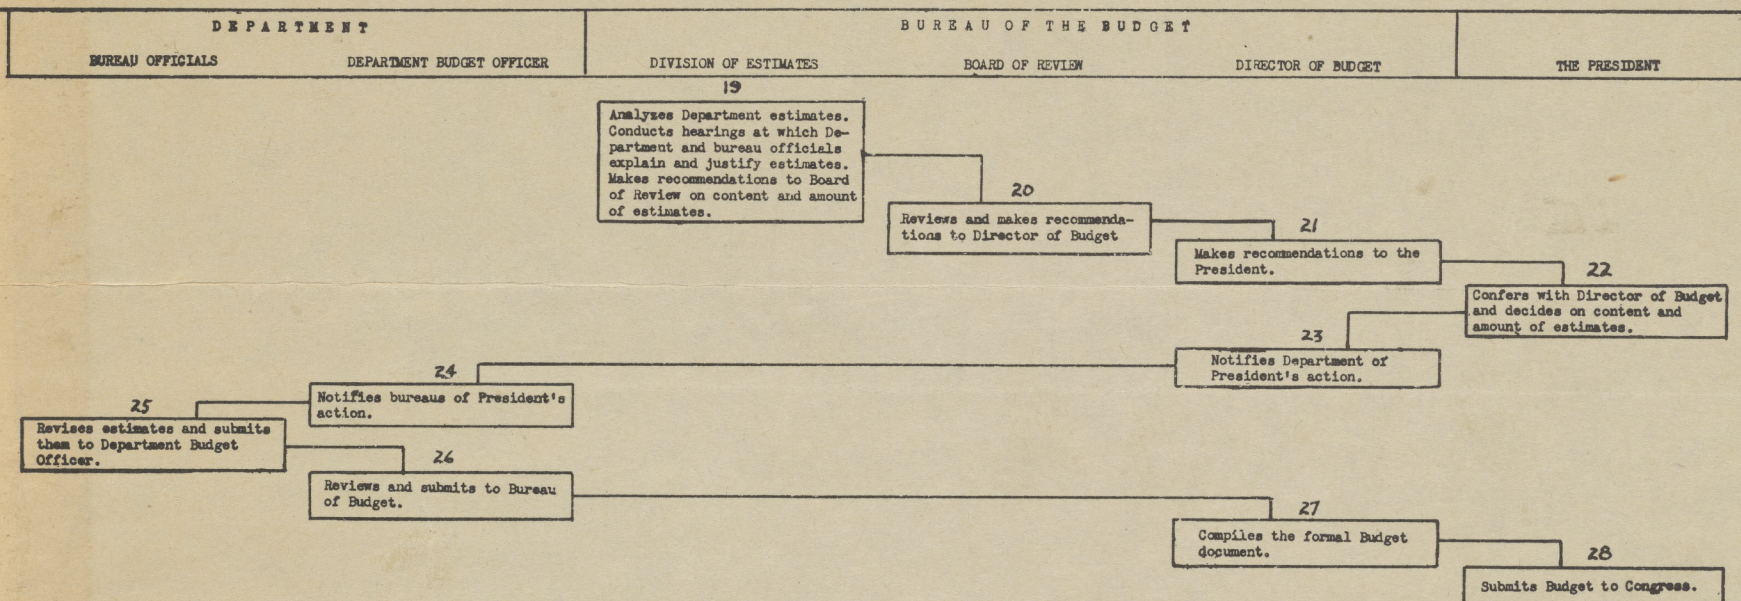 DEPARTMENT
BUREAU OF THE BUDGET
BUREAU OFFICIALS
DEPARTMENT BUDGET OFFICER
DIVISION OF ESTIMATES
BOARD OF REVIEW
DIRECTOR OF BUDGET
THE PRESIDENT
19
Analyzes Department estimates.
Conducts hearings at which De-
partment and bureau officials
explain and justify estimates.
Makes recommendations to Board
of Review on content and amount
of estimates.
20
Reviews and makes recommenda-
tions to Director of Budget
21
Makes recommendations to the
President.
22
Confers with Director of Budget
and decides on content and
amount of estimates.
23
Notifies Department of
President's action.
24
Notifies bureaus of President's
action.
25
Revises estimates and submits
them to Department Budget
Officer.
26
Reviews and submits to Bureau
of Budget.
27
Compiles the formal Budget
document.
28
Submits Budget to Congress.